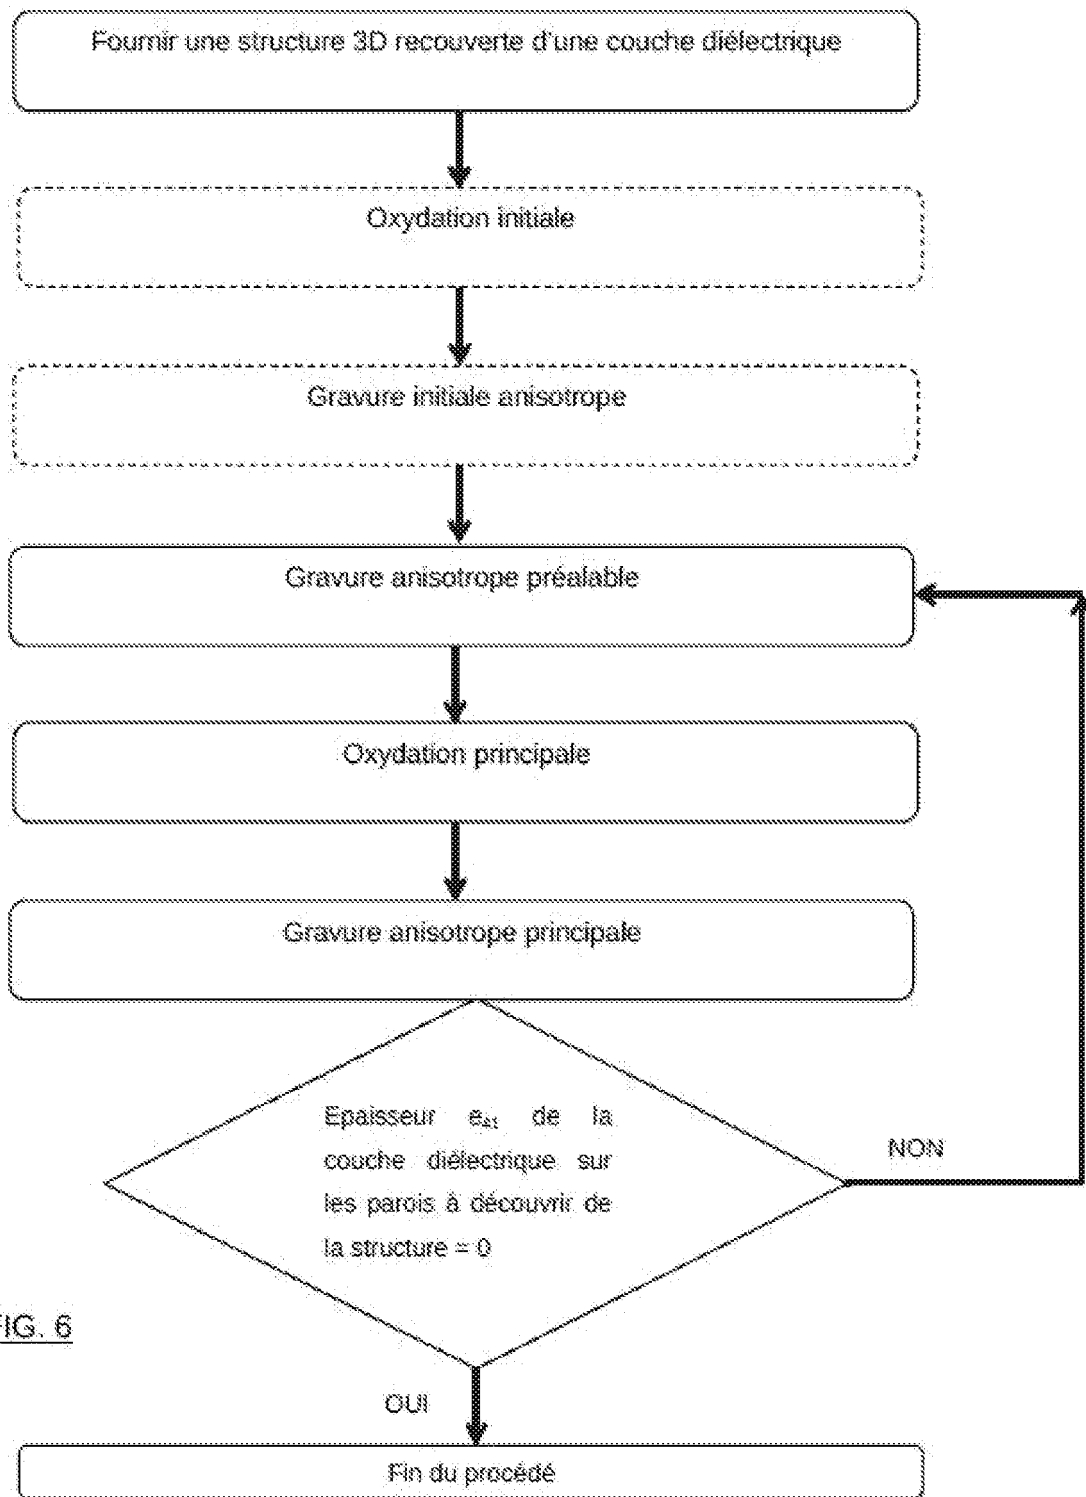 Fournir une structure 3D recouverte d'une couche diélectrique
Oxydation initiale
Gravure initiale anisotrope
Gravure anisotrope préalable
Oxydation principale
Gravure anisotrope principale
Epaisseur e41 de la
couche diélectrique sur
les parois à découvrir de
la structure = 0
NON
FIG. 6
OUI
Fin du procédé